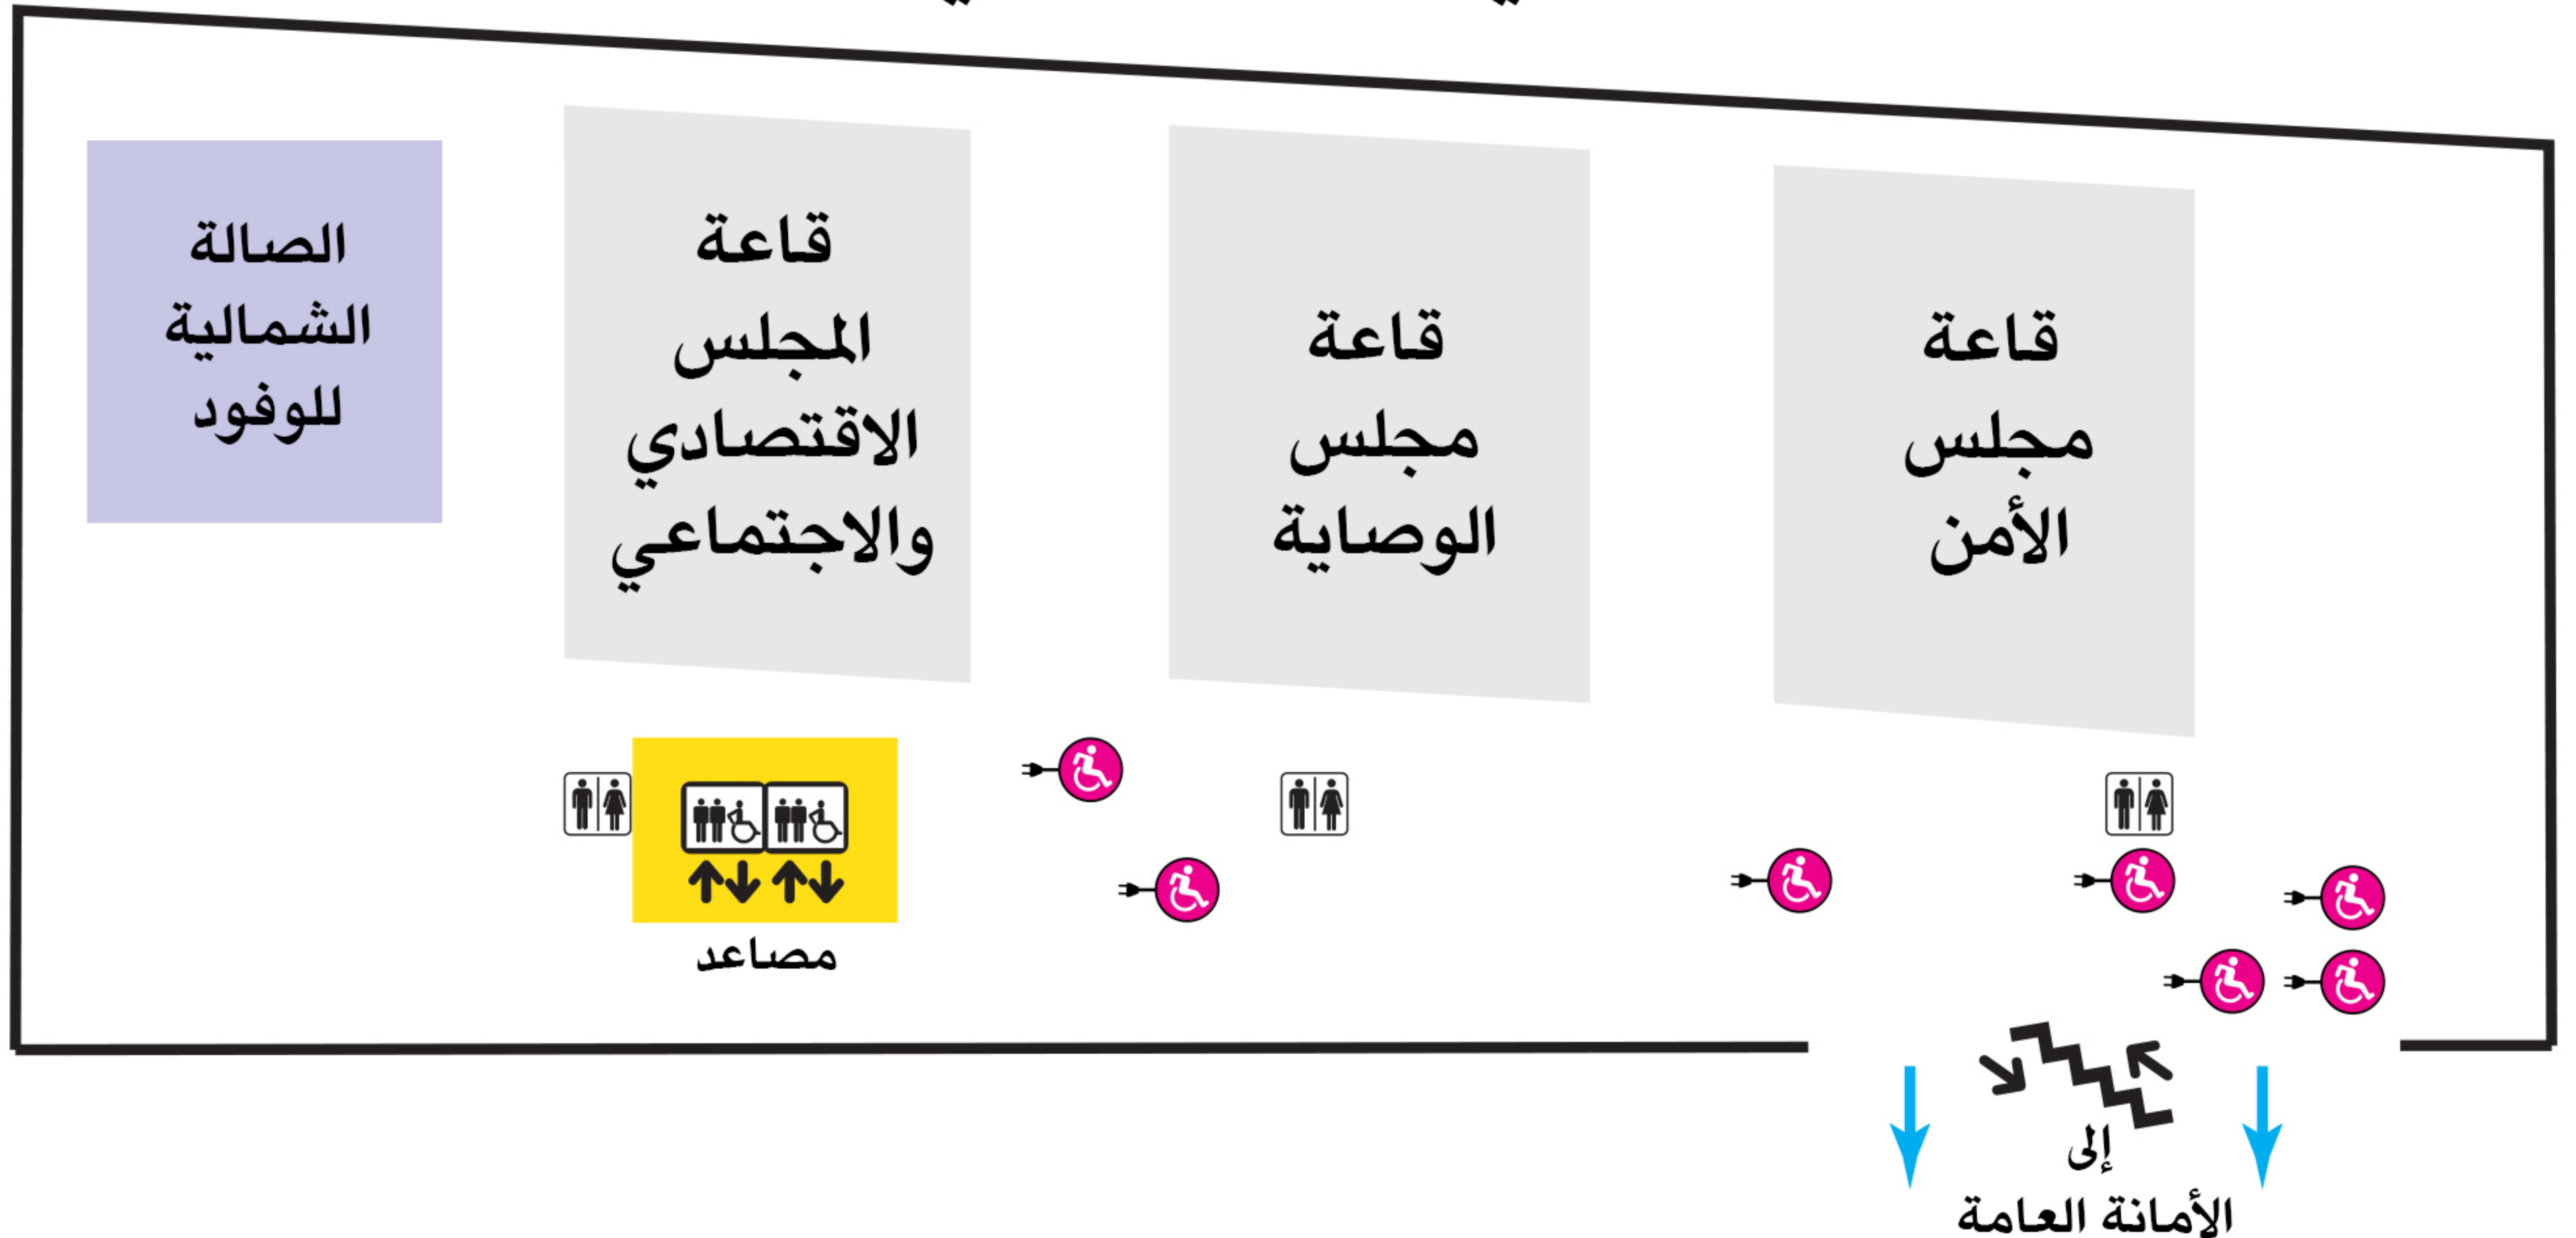 الصالة
الشمالية
للوفود
قاعة
المجلس
الاقتصادي
والاجتماعي
قاعة
مجلس
الوصاية
قاعة
مجلس
الأمن
مصاعد
إلى
الأمانة العامة